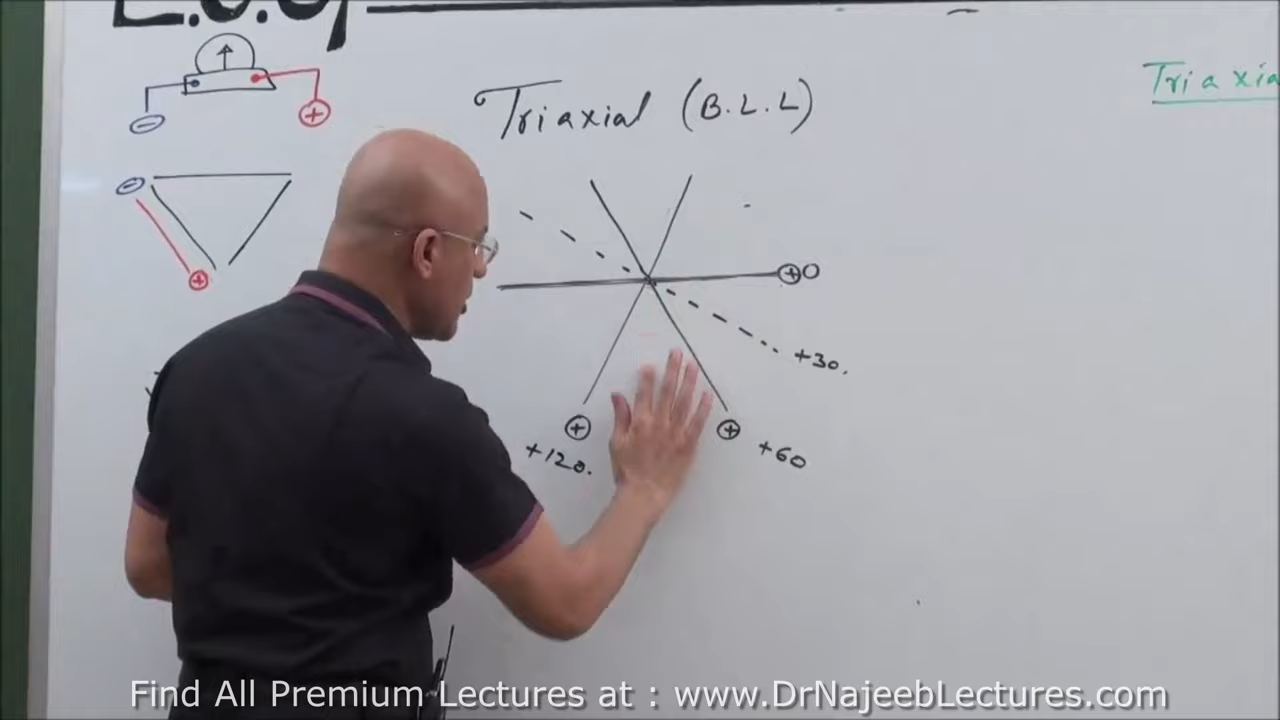 E.C.G,
Triaxial (B.L.L)
Triaxia
⊖
⊕
⊖
⊕
⊕0
+30.
⊕
⊕
+120.
+60
Find All Premium Lectures at : www.DrNajeebLectures.com